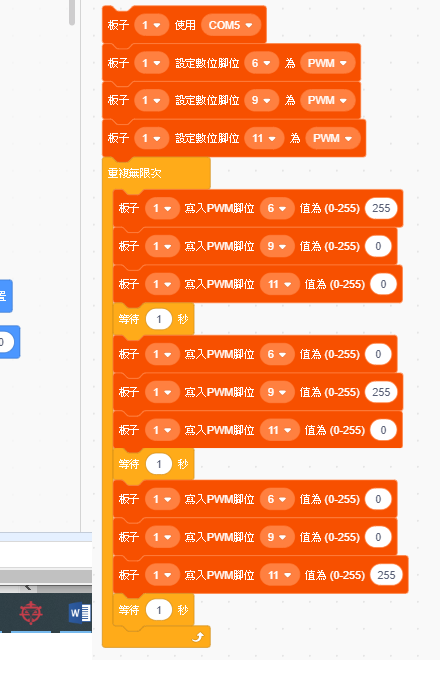 板子 1 使用 COM5
板子 1 設定數位腳位 6 為 PWM
板子 1 設定數位腳位 9 為 PWM
板子 1 設定數位腳位 11 為 PWM
重複無限次
板子 1 寫入PWM腳位 6 值為 (0-255) 255
板子 1 寫入PWM腳位 9 值為 (0-255) 0
板子 1 寫入PWM腳位 11 值為 (0-255) 0
置
等待 1 秒
0
板子 1 寫入PWM腳位 6 值為 (0-255) 0
板子 1 寫入PWM腳位 9 值為 (0-255) 255
板子 1 寫入PWM腳位 11 值為 (0-255) 0
等待 1 秒
板子 1 寫入PWM腳位 6 值為 (0-255) 0
板子 1 寫入PWM腳位 9 值為 (0-255) 0
板子 1 寫入PWM腳位 11 值為 (0-255) 255
等待 1 秒
W